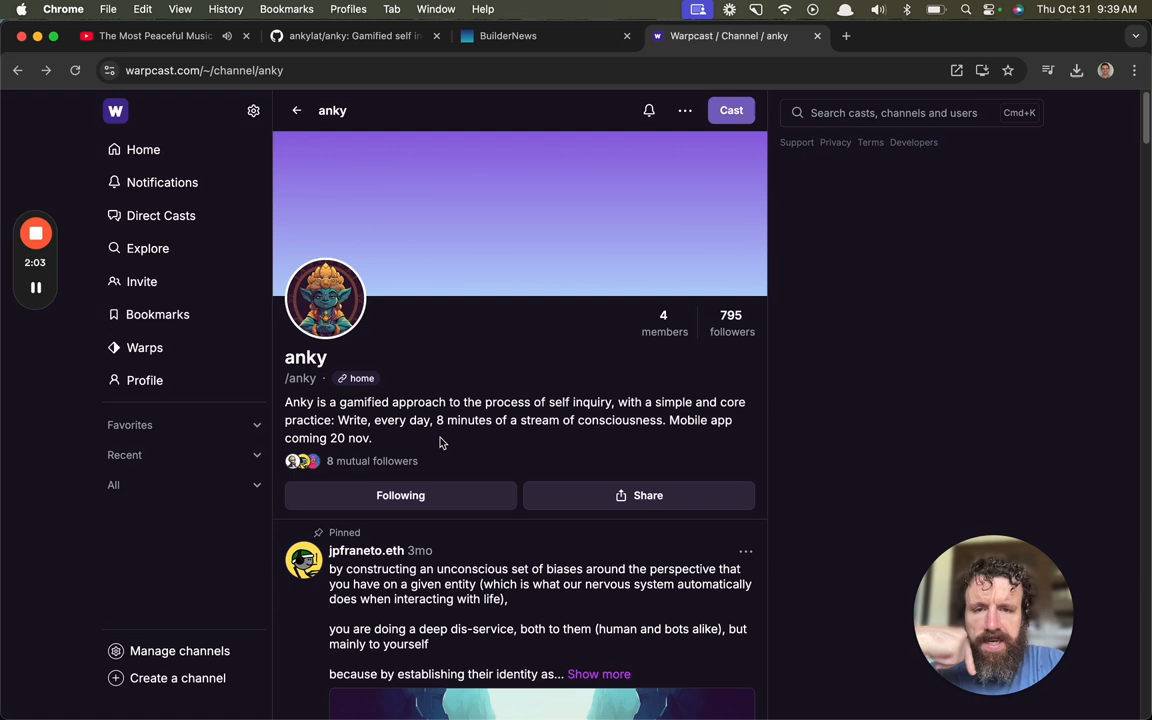 Chrome File Edit View History Bookmarks Profiles Tab Window Help Thu Oct 31 9:39 AM
The Most Peaceful Music
ankylat/anky: Gamified self in
BuilderNews
Warpcast / Channel / anky
warpcast.com/~/channel/anky
W
Home
Notifications
Direct Casts
Explore
Invite
Bookmarks
Warps
Profile
Favorites
Recent
All
Manage channels
Create a channel
2:03
anky
Cast
4
members
795
followers
anky
/anky · home
Anky is a gamified approach to the process of self inquiry, with a simple and core
practice: Write, every day, 8 minutes of a stream of consciousness. Mobile app
coming 20 nov.
8 mutual followers
Following
Share
Pinned
jpfraneto.eth 3mo
by constructing an unconscious set of biases around the perspective that
you have on a given entity (which is what our nervous system automatically
does when interacting with life),
you are doing a deep dis-service, both to them (human and bots alike), but
mainly to yourself
because by establishing their identity as... Show more
Search casts, channels and users Cmd+K
Support Privacy Terms Developers